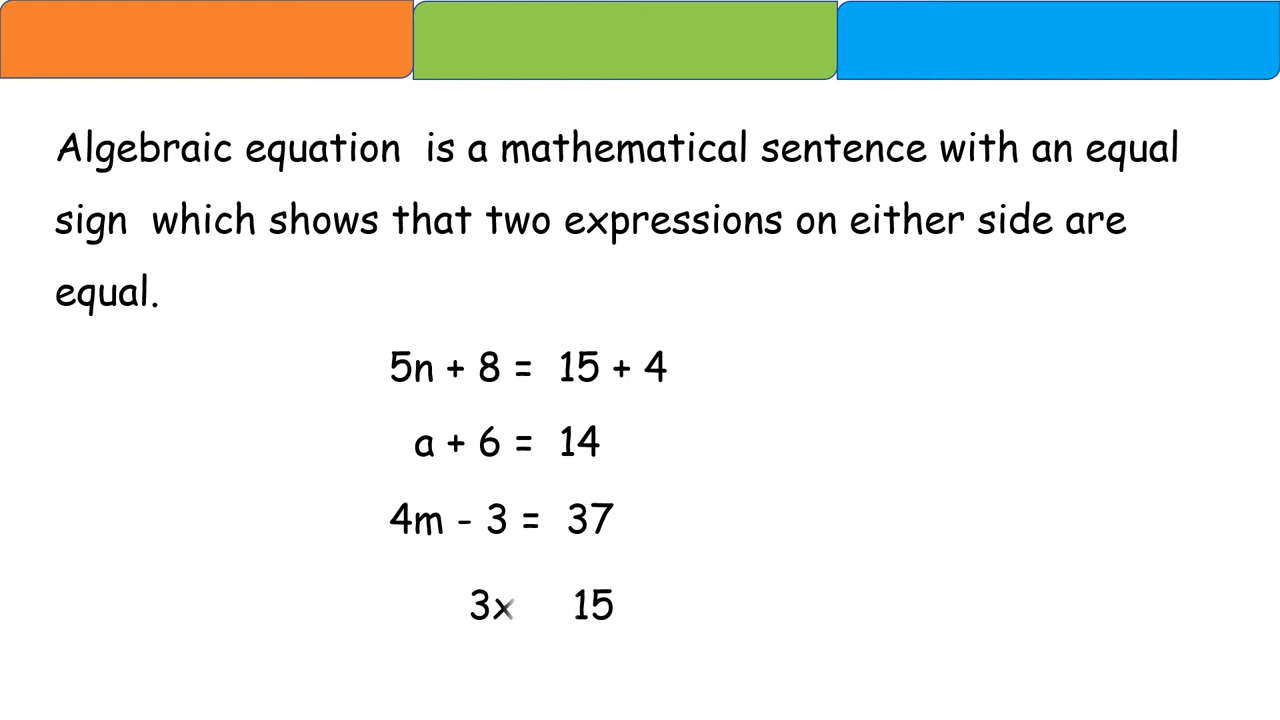 Algebraic equation is a mathematical sentence with an equal
sign which shows that two expressions on either side are
equal.
5n + 8 = 15 + 4
a + 6 = 14
4m - 3 = 37
3x 15